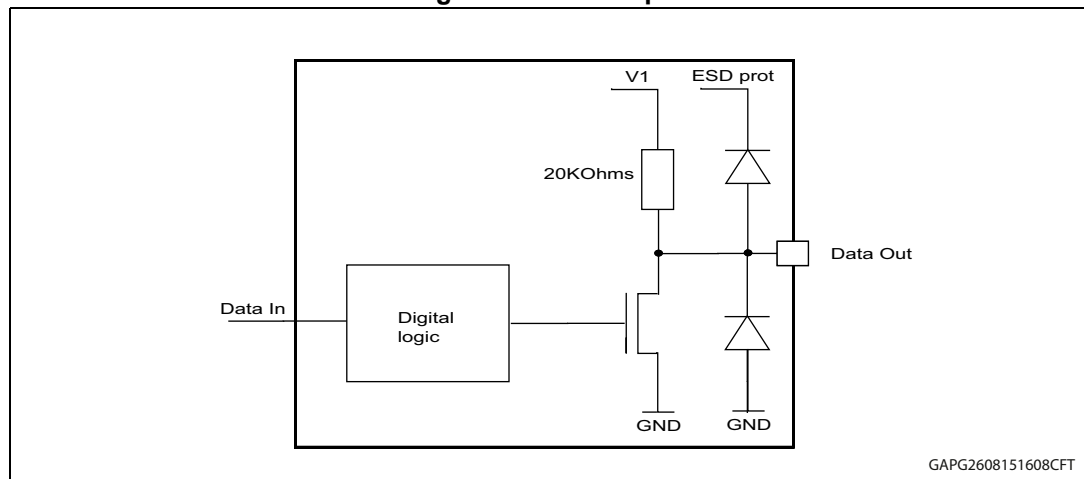 V1
ESD prot
20KOhms
Data Out
Data In
Digital
logic
GND
GND
GAPG2608151608CFT